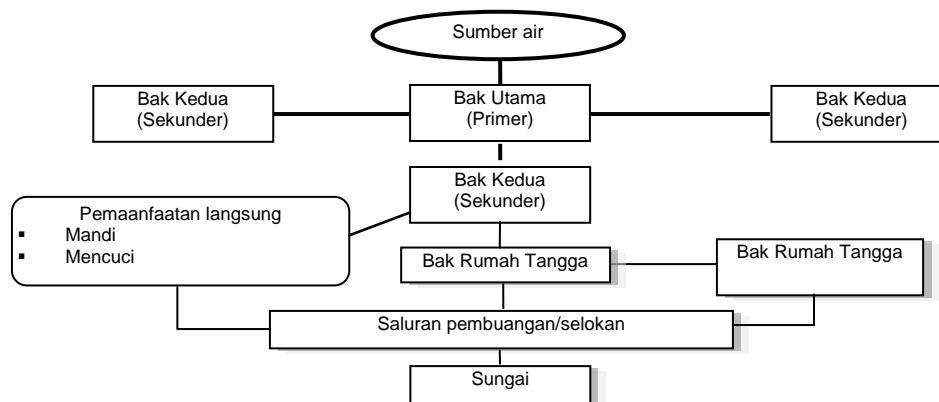 Sumber air
Bak Kedua
(Sekunder)
Bak Utama
(Primer)
Bak Kedua
(Sekunder)
Bak Kedua
(Sekunder)
Pemaanfaatan langsung
▪ Mandi
▪ Mencuci
Bak Rumah Tangga
Bak Rumah Tangga
Saluran pembuangan/selokan
Sungai